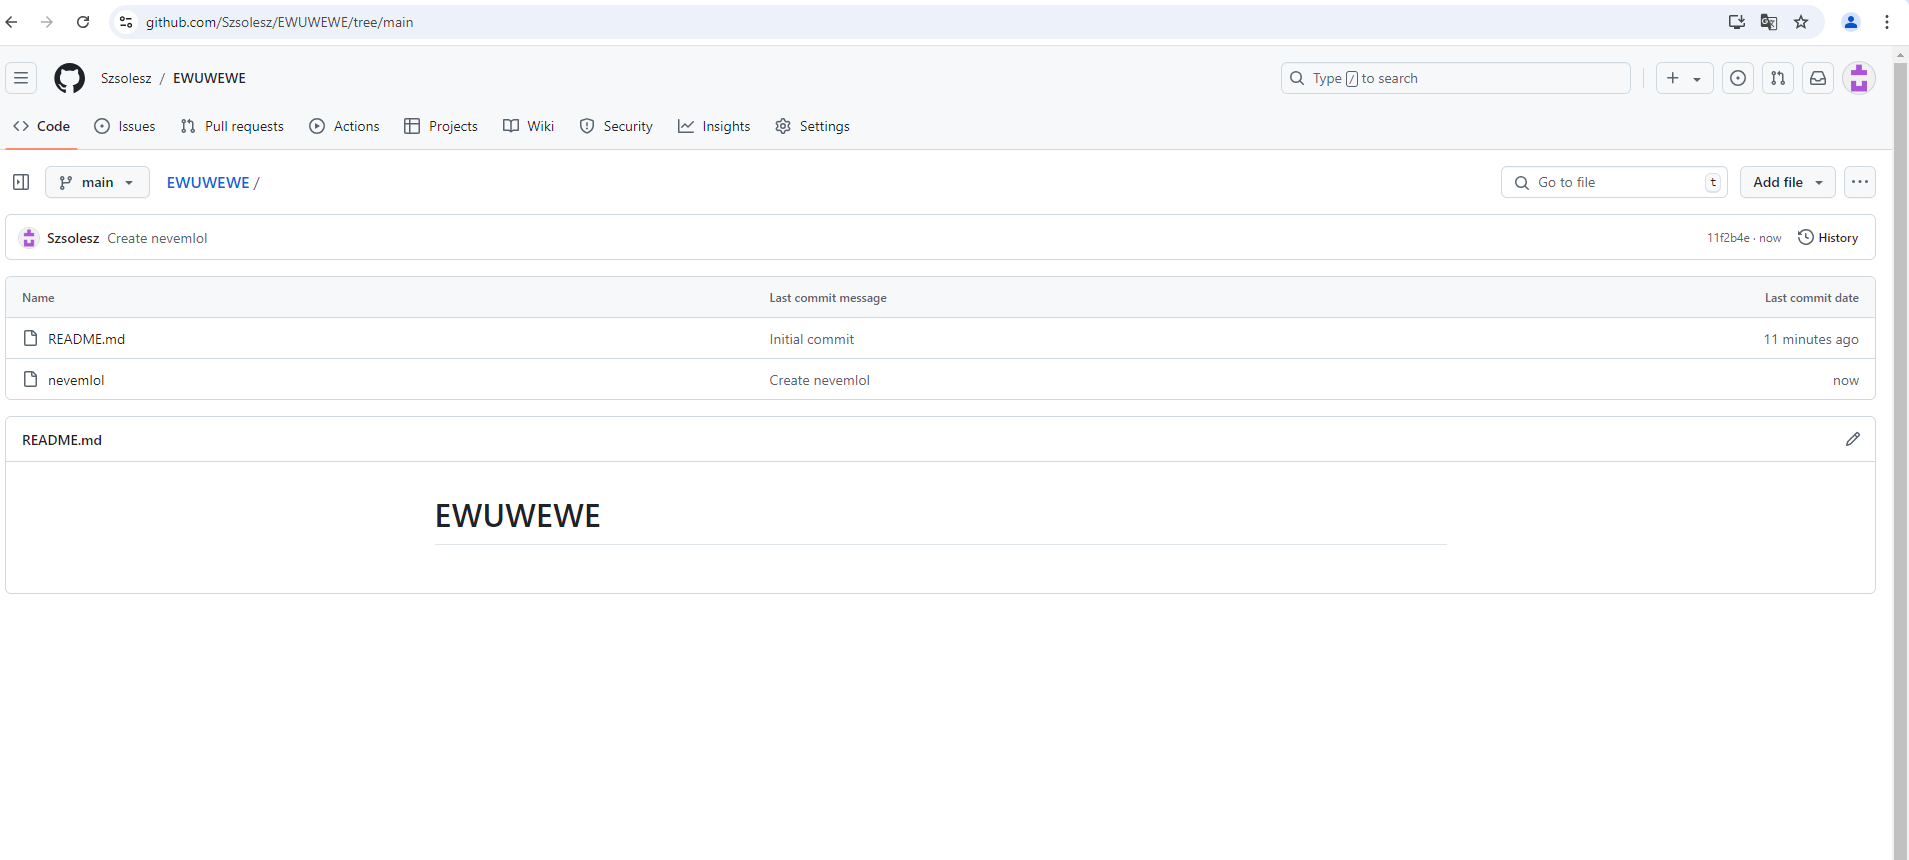 github.com/Szsolesz/EWUWEWE/tree/main
Szsolesz / EWUWEWE
Type / to search
Code Issues Pull requests Actions Projects Wiki Security Insights Settings
main EWUWEWE / Go to file t Add file
Szsolesz Create nevemlol 11f2b4e · now History
Name Last commit message Last commit date
README.md Initial commit 11 minutes ago
nevemlol Create nevemlol now
README.md
EWUWEWE